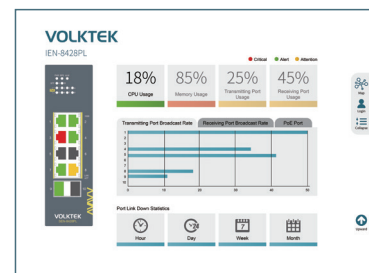 VOLKTEK
IEN-8428PL
Critical Alert Attention
18% 85% 25% 45%
CPU Usage Memory Usage Transmitting Port Usage Receiving Port Usage
Map
Login
Collapse
Transmitting Port Broadcast Rate Receiving Port Broadcast Rate PoE Port
1
2
3
4
5
6
7
8
9
10
0 10 20 30 40 50
VOLKTEK
Port Link Down Statistics
Hour Day Week Month
Upward